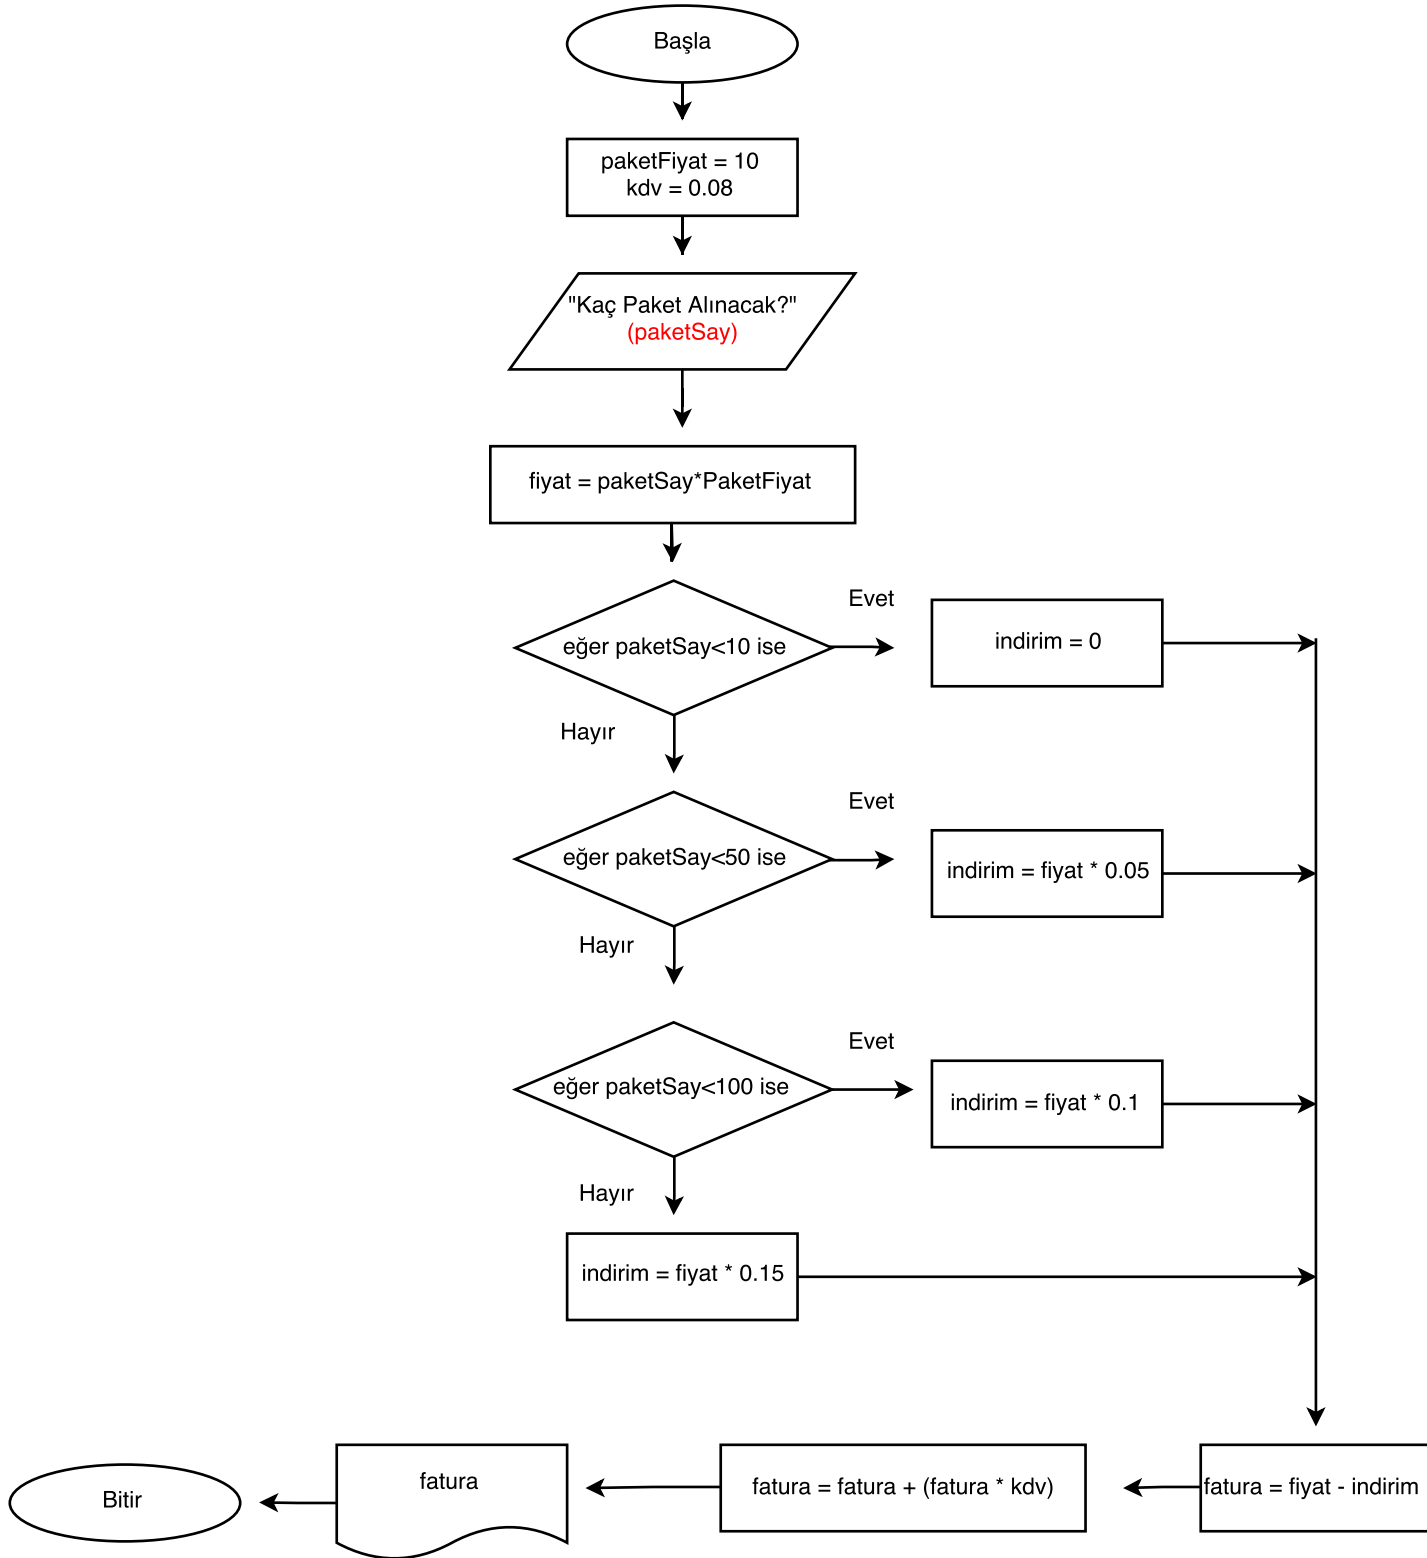 Başla
paketFiyat = 10
kdv = 0.08
"Kaç Paket Alınacak?"
(paketSay)
fiyat = paketSay*PaketFiyat
eğer paketSay<10 ise
Evet
indirim = 0
Hayır
eğer paketSay<50 ise
Evet
indirim = fiyat * 0.05
Hayır
eğer paketSay<100 ise
Evet
indirim = fiyat * 0.1
Hayır
indirim = fiyat * 0.15
fatura = fiyat - indirim
fatura = fatura + (fatura * kdv)
fatura
Bitir